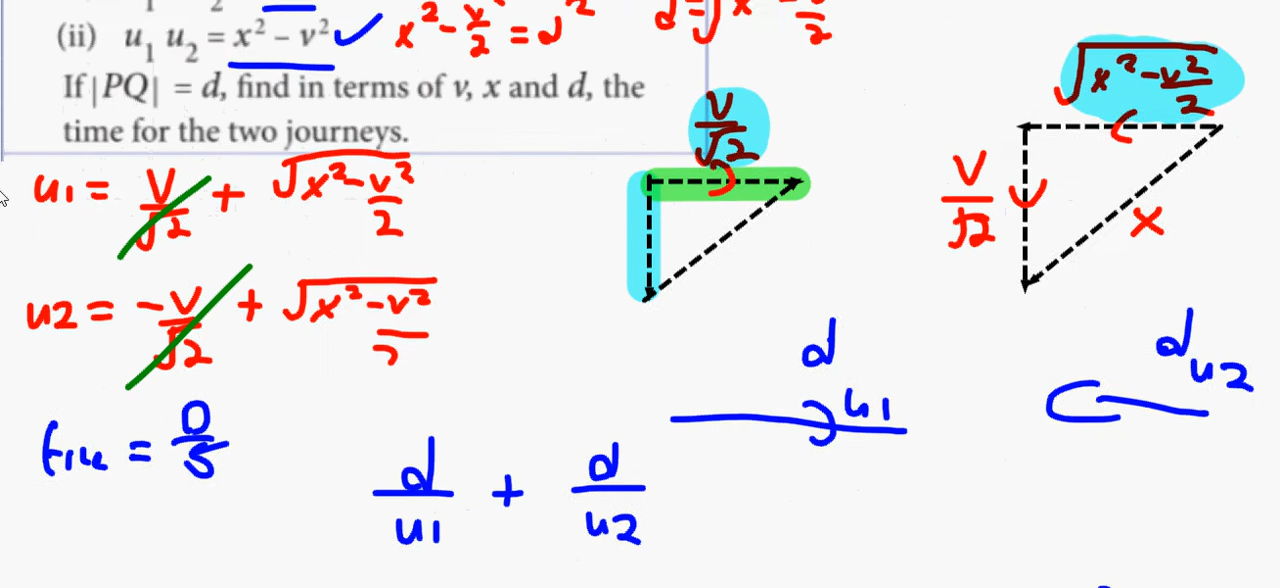 (ii) u₁ u₂ = x² − v² ✓ x² − v/2 = d²
If |PQ| = d, find in terms of v, x and d, the
time for the two journeys.
v/√2
√(x² − v²/2)
u1 = v/√2 + √(x² − v²/2)
v/√2
x
u2 = −v/√2 + √(x² − v²
d
u1
d
u2
time = D/S
d/u1 + d/u2